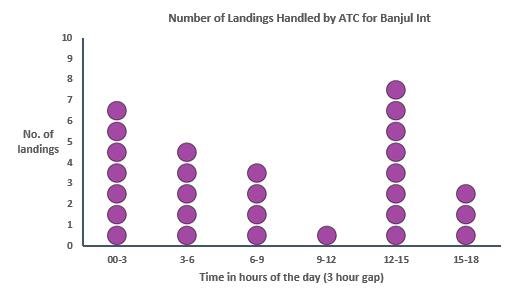 Number of Landings Handled by ATC for Banjul Int
10
9
8
7
6
5
4
3
2
1
0
No. of
landings
00-3 3-6 6-9 9-12 12-15 15-18
Time in hours of the day (3 hour gap)